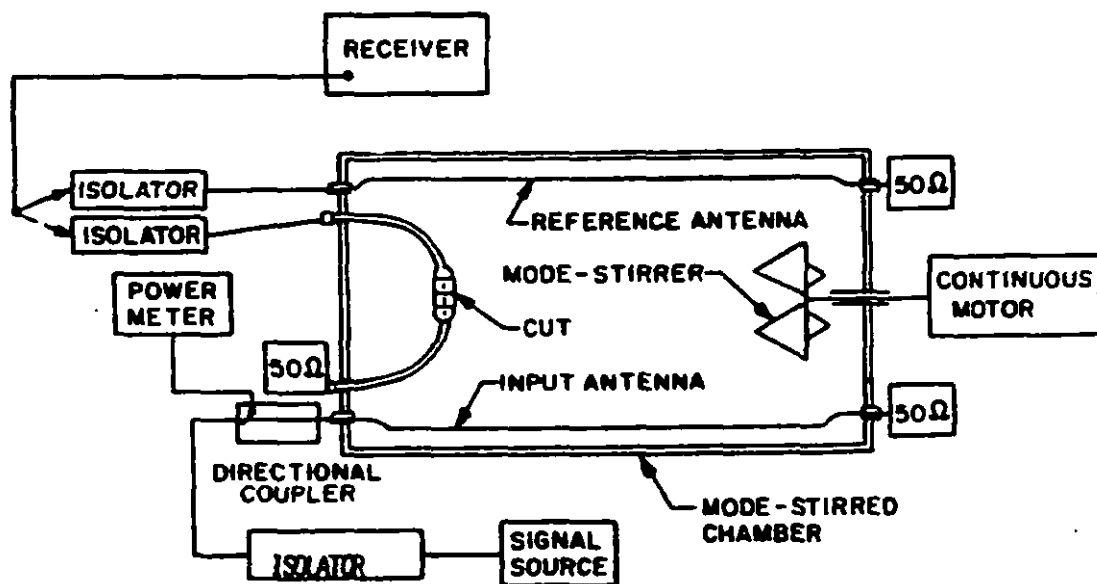 RECEIVER
ISOLATOR
ISOLATOR
50Ω
REFERENCE ANTENNA
MODE-STIRRER
POWER
METER
CUT
CONTINUOUS
MOTOR
50Ω
INPUT ANTENNA
50Ω
DIRECTIONAL
COUPLER
MODE-STIRRED
CHAMBER
ISOLATOR
SIGNAL
SOURCE